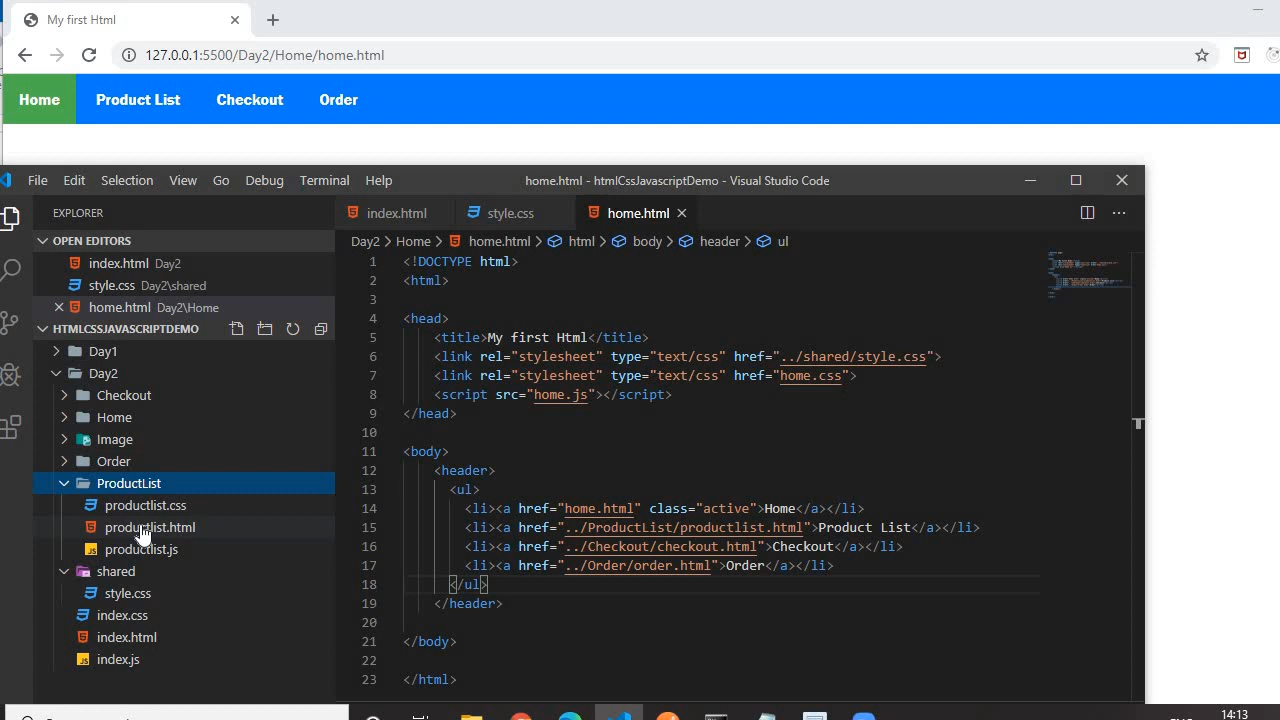 My first Html
127.0.0.1:5500/Day2/Home/home.html
Home Product List Checkout Order
File Edit Selection View Go Debug Terminal Help
home.html - htmlCssJavascriptDemo - Visual Studio Code
EXPLORER
OPEN EDITORS
index.html Day2
style.css Day2\shared
home.html Day2\Home
HTMLCSSJAVASCRIPTDEMO
Day1
Day2
Checkout
Home
Image
Order
ProductList
productlist.css
productlist.html
productlist.js
shared
style.css
index.css
index.html
index.js
index.html style.css home.html
Day2 > Home > home.html > html > body > header > ul
1 <!DOCTYPE html>
2 <html>
3
4 <head>
5 <title>My first Html</title>
6 <link rel="stylesheet" type="text/css" href="../shared/style.css">
7 <link rel="stylesheet" type="text/css" href="home.css">
8 <script src="home.js"></script>
9 </head>
10
11 <body>
12 <header>
13 <ul>
14 <li><a href="home.html" class="active">Home</a></li>
15 <li><a href="../ProductList/productlist.html">Product List</a></li>
16 <li><a href="../Checkout/checkout.html">Checkout</a></li>
17 <li><a href="../Order/order.html">Order</a></li>
18 </ul>
19 </header>
20
21 </body>
22
23 </html>
14:13